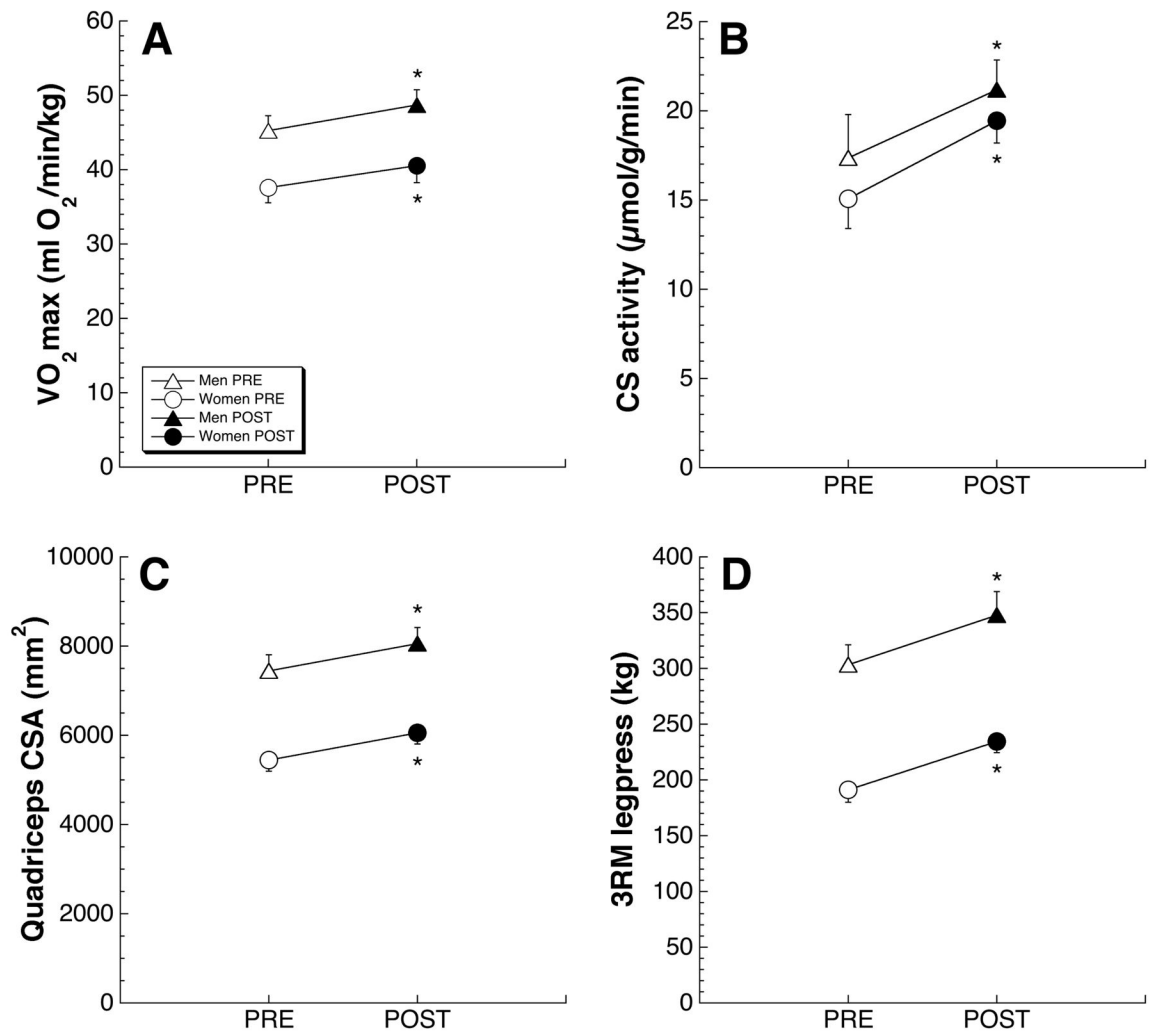 A
VO2 max (ml O2/min/kg)
60
50
40
30
20
10
0
*
*
Men PRE
Women PRE
Men POST
Women POST
PRE POST
B
CS activity (µmol/g/min)
25
20
15
10
5
0
*
*
PRE POST
C
Quadriceps CSA (mm2)
10000
8000
6000
4000
2000
0
*
*
PRE POST
D
3RM legpress (kg)
400
350
300
250
200
150
100
50
0
*
*
PRE POST